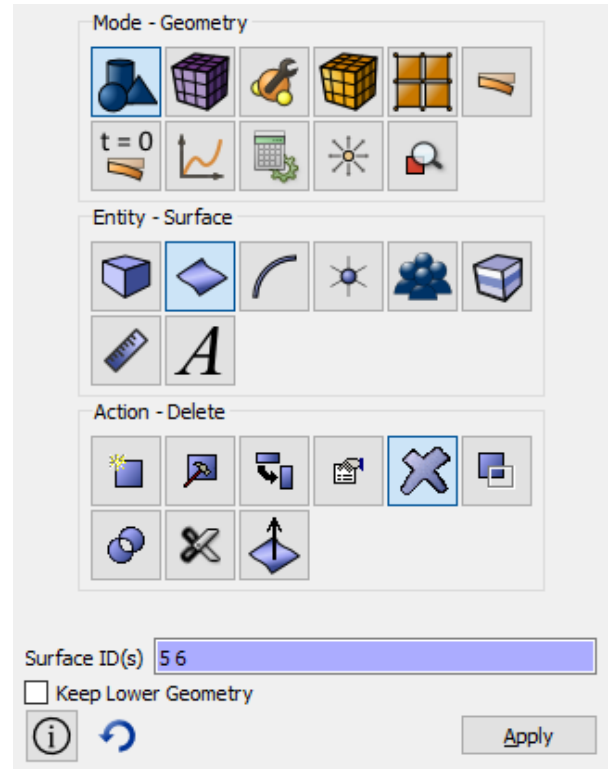 Mode - Geometry
t = 0
Entity - Surface
A
Action - Delete
Surface ID(s) 5 6
Keep Lower Geometry
i
Apply